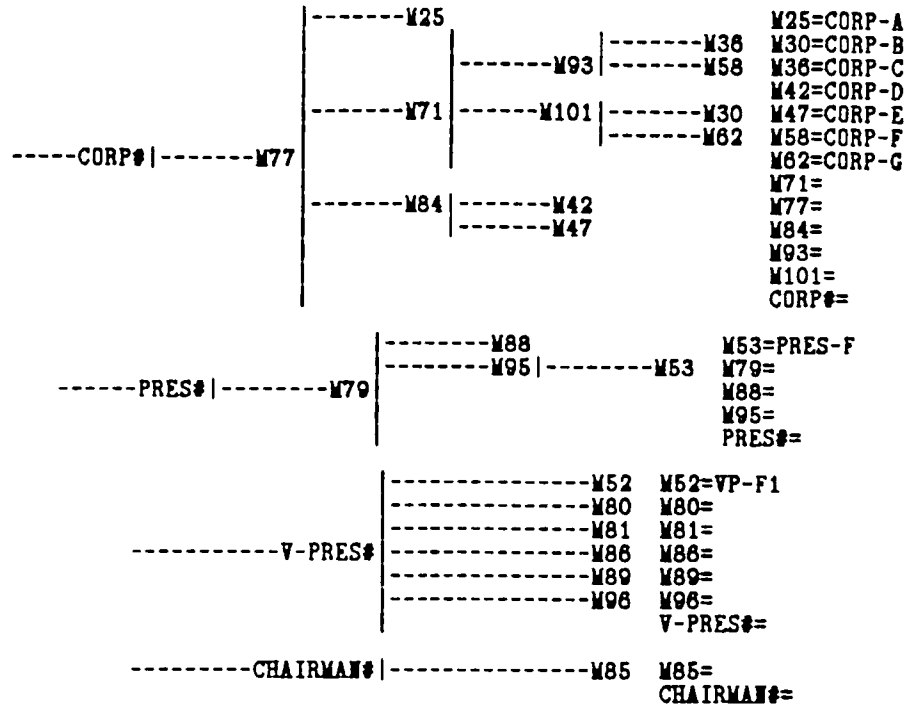 -------M25 M25=CORP-A
-------M36 M30=CORP-B
-------M93 -------M58 M36=CORP-C
M42=CORP-D
-------M71 -------M101 -------M30 M47=CORP-E
-------M62 M58=CORP-F
-----CORP#|-------M77 M62=CORP-G
M71=
M77=
-------M84 -------M42 M84=
-------M47 M93=
M101=
CORP#=
-------M88 M53=PRES-F
-------M95|--------M53 M79=
------PRES#|-------M79 M88=
M95=
PRES#=
-------------M52 M52=VP-F1
-------------M80 M80=
-------------M81 M81=
----------V-PRES# -------------M86 M86=
-------------M89 M89=
-------------M96 M96=
V-PRES#=
---------CHAIRMAN#|-------------M85 M85=
CHAIRMAN#=